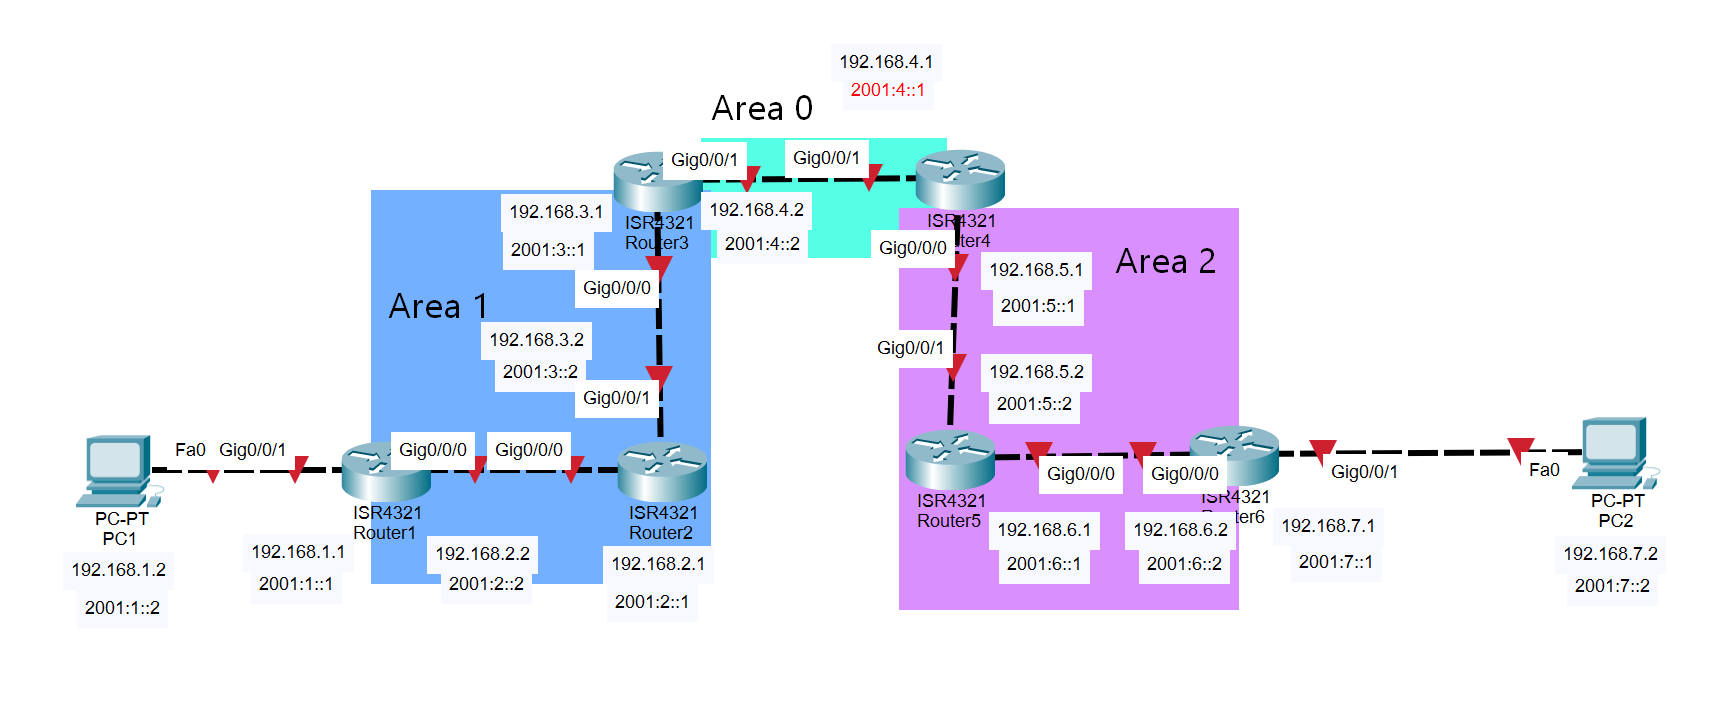 192.168.4.1
2001:4::1
Area 0
Gig0/0/1
Gig0/0/1
192.168.3.1
2001:3::1
ISR4321
Router3
192.168.4.2
2001:4::2
ISR4321
ter4
Gig0/0/0
Gig0/0/0
Area 1
192.168.5.1
2001:5::1
Area 2
192.168.3.2
2001:3::2
Gig0/0/1
Gig0/0/1
192.168.5.2
2001:5::2
Fa0
Gig0/0/1
Gig0/0/0
Gig0/0/0
Gig0/0/0
Gig0/0/0
Gig0/0/1
Fa0
PC-PT
PC1
ISR4321
Router1
ISR4321
Router2
ISR4321
Router5
ISR4321
ter6
PC-PT
PC2
192.168.1.2
2001:1::2
192.168.1.1
2001:1::1
192.168.2.2
2001:2::2
192.168.2.1
2001:2::1
192.168.6.1
2001:6::1
192.168.6.2
2001:6::2
192.168.7.1
2001:7::1
192.168.7.2
2001:7::2